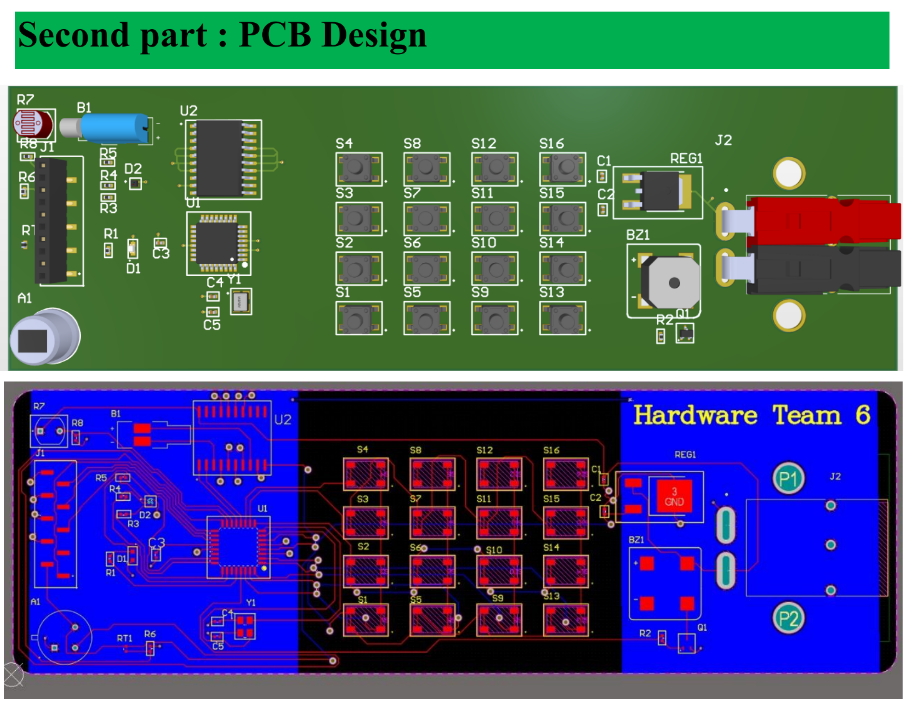 Second part : PCB Design
R7
B1
U2
J2
R8
J1
R5
R4
R3
D2
R6
U1
S4 S8 S12 S16
S3 S7 S11 S15
S2 S6 S10 S14
S1 S5 S9 S13
C1
C2
REG1
BZ1
R1
D1
C3
C4
Y1
C5
A1
R2
Q1
Hardware Team 6
R7
R8
B1
U2
J1
R5
R4
R3
D2
U1
C3
D1
R1
A1
RT1
R6
C4
Y1
C5
S4 S8 S12 S16
S3 S7 S11 S15
S2 S6 S10 S14
S1 S5 S9 S13
C1
C2
REG1
3
GND
P1
J2
BZ1
P2
R2
Q1